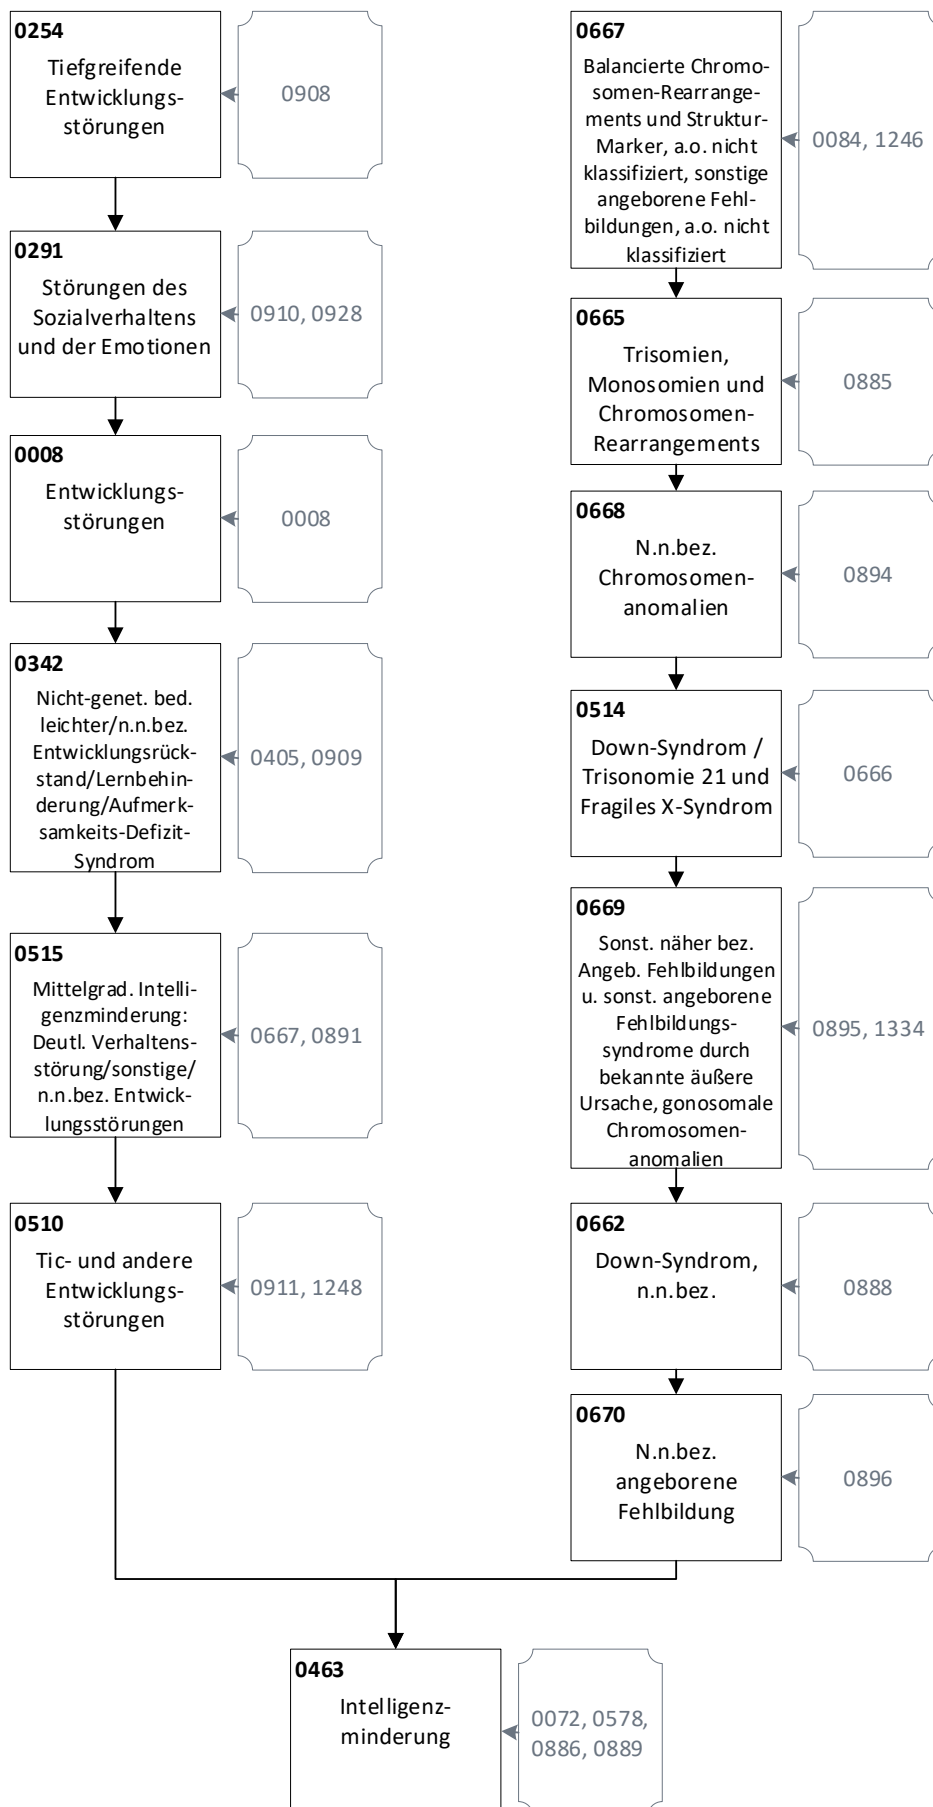 0254
Tiefgreifende
Entwicklungs-
störungen
0908
0291
Störungen des
Sozialverhaltens
und der Emotionen
0910, 0928
0008
Entwicklungs-
störungen
0008
0342
Nicht-genet. bed.
leichter/n.n.bez.
Entwicklungsrück-
stand/Lernbehin-
derung/Aufmerk-
samkeits-Defizit-
Syndrom
0405, 0909
0515
Mittelgrad. Intelli-
genzminderung:
Deutl. Verhaltens-
störung/sonstige/
n.n.bez. Entwick-
lungsstörungen
0667, 0891
0510
Tic- und andere
Entwicklungs-
störungen
0911, 1248
0667
Balancierte Chromo-
somen-Rearrange-
ments und Struktur-
Marker, a.o. nicht
klassifiziert, sonstige
angeborene Fehl-
bildungen, a.o. nicht
klassifiziert
0084, 1246
0665
Trisomien,
Monosomien und
Chromosomen-
Rearrangements
0885
0668
N.n.bez.
Chromosomen-
anomalien
0894
0514
Down-Syndrom /
Trisonomie 21 und
Fragiles X-Syndrom
0666
0669
Sonst. näher bez.
Angeb. Fehlbildungen
u. sonst. angeborene
Fehlbildungs-
syndrome durch
bekannte äußere
Ursache, gonosomale
Chromosomen-
anomalien
0895, 1334
0662
Down-Syndrom,
n.n.bez.
0888
0670
N.n.bez.
angeborene
Fehlbildung
0896
0463
Intelligenz-
minderung
0072, 0578,
0886, 0889